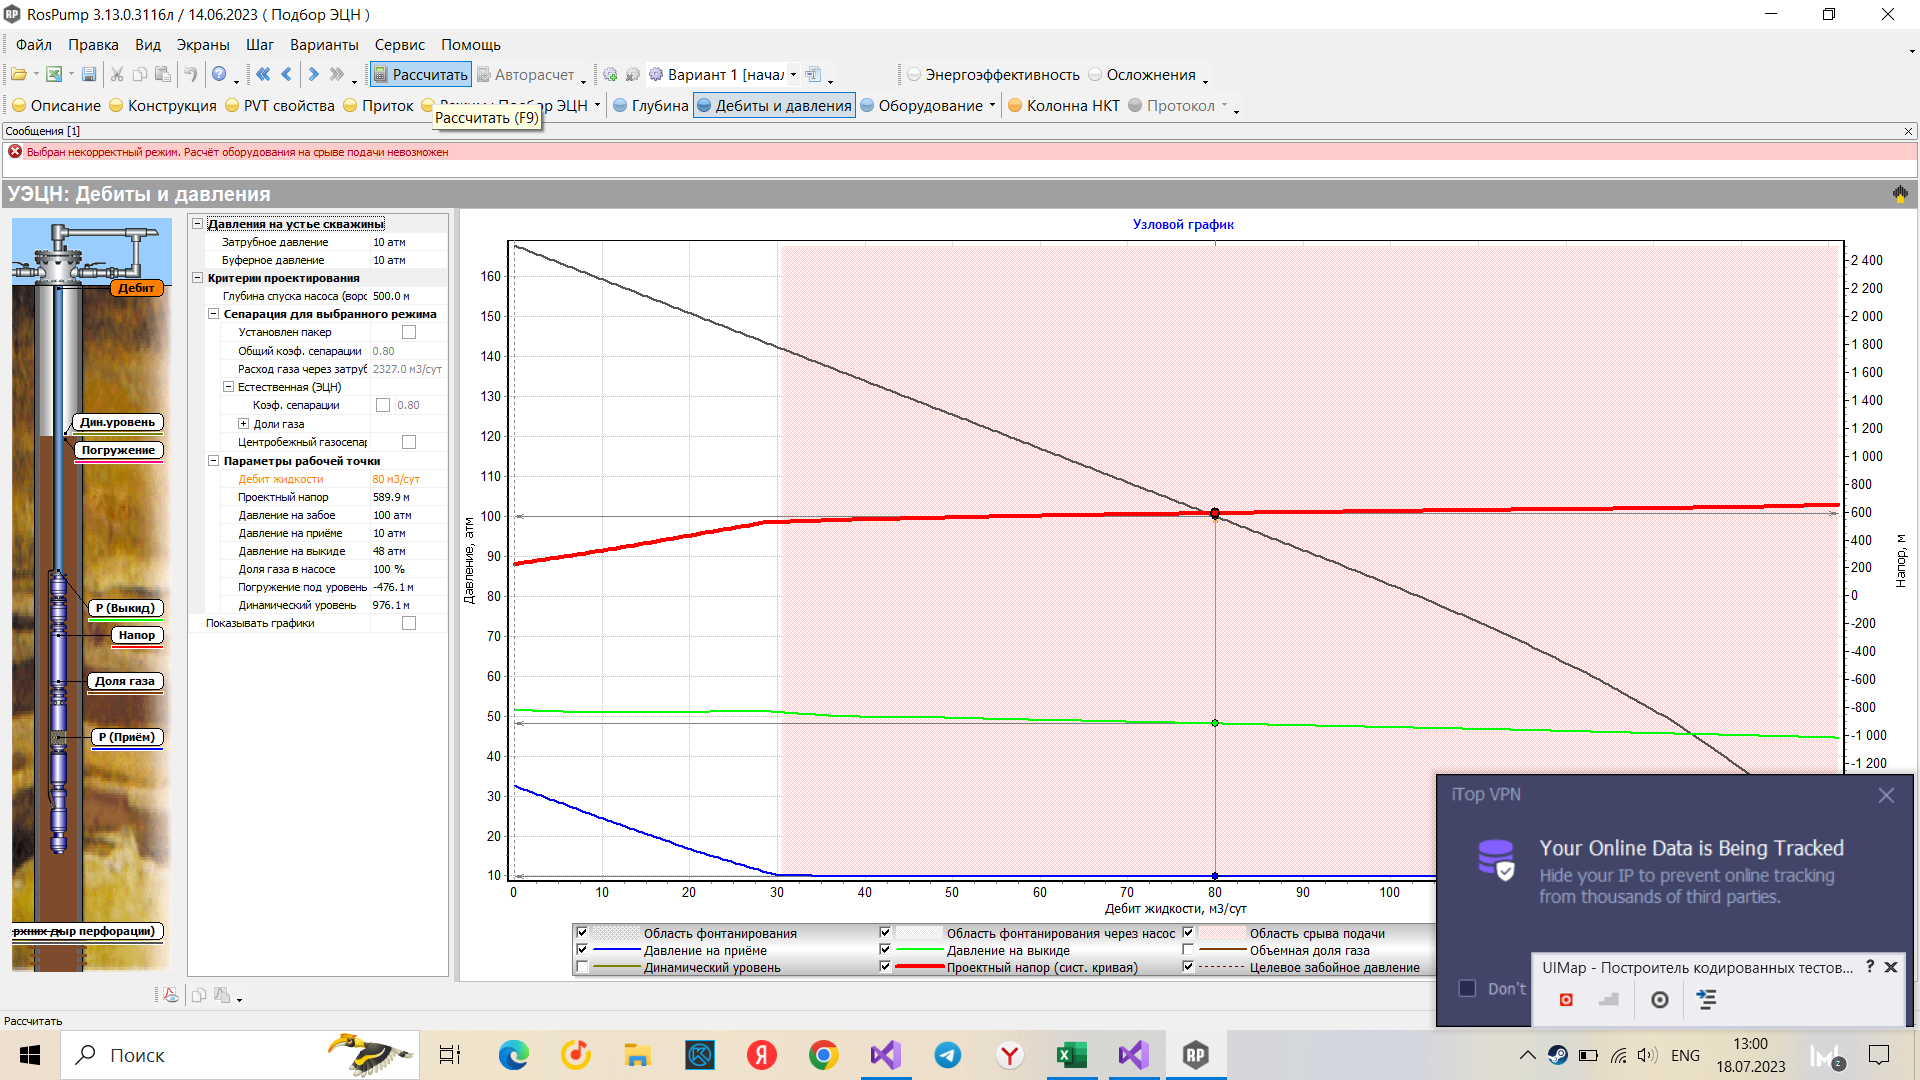 RosPump 3.13.0.3116л / 14.06.2023 ( Подбор ЭЦН )
Файл Правка Вид Экраны Шаг Варианты Сервис Помощь
Рассчитать Авторасчет Вариант 1 [начал Энергоэффективность Осложнения
Описание Конструкция PVT свойства Приток Подбор ЭЦН Глубина Дебиты и давления Оборудование Колонна НКТ Протокол
Рассчитать (F9)
Сообщения [1]
Выбран некорректный режим. Расчёт оборудования на срыве подачи невозможен
УЭЦН: Дебиты и давления
Дебит
Дин.уровень
Погружение
Р (Выкид)
Напор
Доля газа
Р (Приём)
рхних дыр перфорации)
Давления на устье скважины
Затрубное давление 10 атм
Буферное давление 10 атм
Критерии проектирования
Глубина спуска насоса (ворс 500.0 м
Сепарация для выбранного режима
Установлен пакер
Общий коэф. сепарации 0.80
Расход газа через затруб 2327.0 м3/сут
Естественная (ЭЦН)
Коэф. сепарации 0.80
Доли газа
Центробежный газосепар
Параметры рабочей точки
Дебит жидкости 80 м3/сут
Проектный напор 589.9 м
Давление на забое 100 атм
Давление на приёме 10 атм
Давление на выкиде 48 атм
Доля газа в насосе 100 %
Погружение под уровень -476.1 м
Динамический уровень 976.1 м
Показывать графики
Узловой график
Давление, атм
160
150
140
130
120
110
100
90
80
70
60
50
40
30
20
10
0 10 20 30 40 50 60 70 80 90 100
Дебит жидкости, м3/сут
2 400
2 200
2 000
1 800
1 600
1 400
1 200
1 000
800
600
400
200
0
-200
-400
-600
-800
-1 000
-1 200
Напор, м
Область фонтанирования Область фонтанирования через насос Область срыва подачи
Давление на приёме Давление на выкиде Объемная доля газа
Динамический уровень Проектный напор (сист. кривая) Целевое забойное давление
iTop VPN
Your Online Data is Being Tracked
Hide your IP to prevent online tracking
from thousands of third parties.
Don't
UIMap - Построитель кодированных тестов...
Рассчитать
Поиск
ENG
13:00
18.07.2023
2